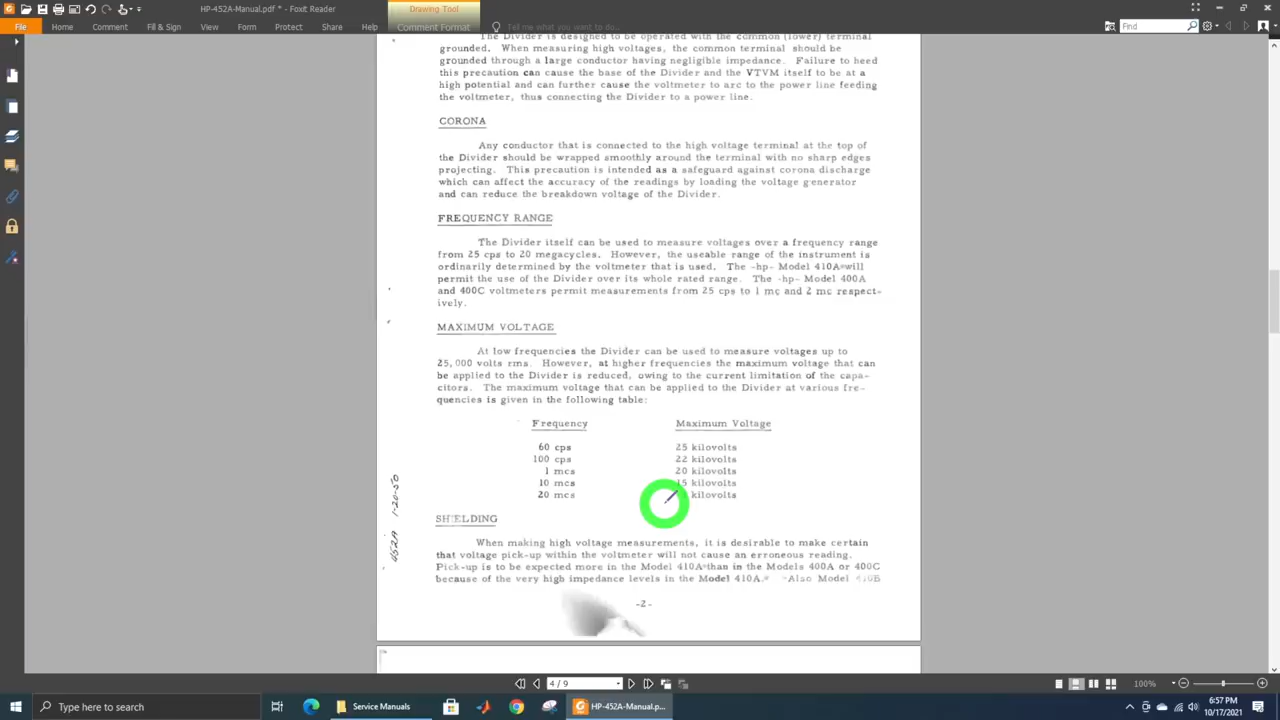 HP-452A-Manual.pdf * - Foxit Reader
Drawing Tool
File Home Comment Fill & Sign View Form Protect Share Help Comment Format Tell me what you want to do... Find
The Divider is designed to be operated with the common (lower) terminal
grounded. When measuring high voltages, the common terminal should be
grounded through a large conductor having negligible impedance. Failure to heed
this precaution can cause the base of the Divider and the VTVM itself to be at a
high potential and can further cause the voltmeter to arc to the power line feeding
the voltmeter, thus connecting the Divider to a power line.
CORONA
Any conductor that is connected to the high voltage terminal at the top of
the Divider should be wrapped smoothly around the terminal with no sharp edges
projecting. This precaution is intended as a safeguard against corona discharge
which can affect the accuracy of the readings by loading the voltage generator
and can reduce the breakdown voltage of the Divider.
FREQUENCY RANGE
The Divider itself can be used to measure voltages over a frequency range
from 25 cps to 20 megacycles. However, the useable range of the instrument is
ordinarily determined by the voltmeter that is used. The -hp- Model 410A* will
permit the use of the Divider over its whole rated range. The -hp- Model 400A
and 400C voltmeters permit measurements from 25 cps to 1 mc and 2 mc respect-
ively.
MAXIMUM VOLTAGE
At low frequencies the Divider can be used to measure voltages up to
25,000 volts rms. However, at higher frequencies the maximum voltage that can
be applied to the Divider is reduced, owing to the current limitation of the capa-
citors. The maximum voltage that can be applied to the Divider at various fre-
quencies is given in the following table:
Frequency Maximum Voltage
60 cps 25 kilovolts
100 cps 22 kilovolts
1 mcs 20 kilovolts
10 mcs 15 kilovolts
20 mcs kilovolts
452A 1-20-50
SHIELDING
When making high voltage measurements, it is desirable to make certain
that voltage pick-up within the voltmeter will not cause an erroneous reading.
Pick-up is to be expected more in the Model 410A* than in the Models 400A or 400C
because of the very high impedance levels in the Model 410A.* *Also Model 410B
-2-
4 / 9
100%
Type here to search
Service Manuals
HP-452A-Manual.p...
6:57 PM
10/17/2021